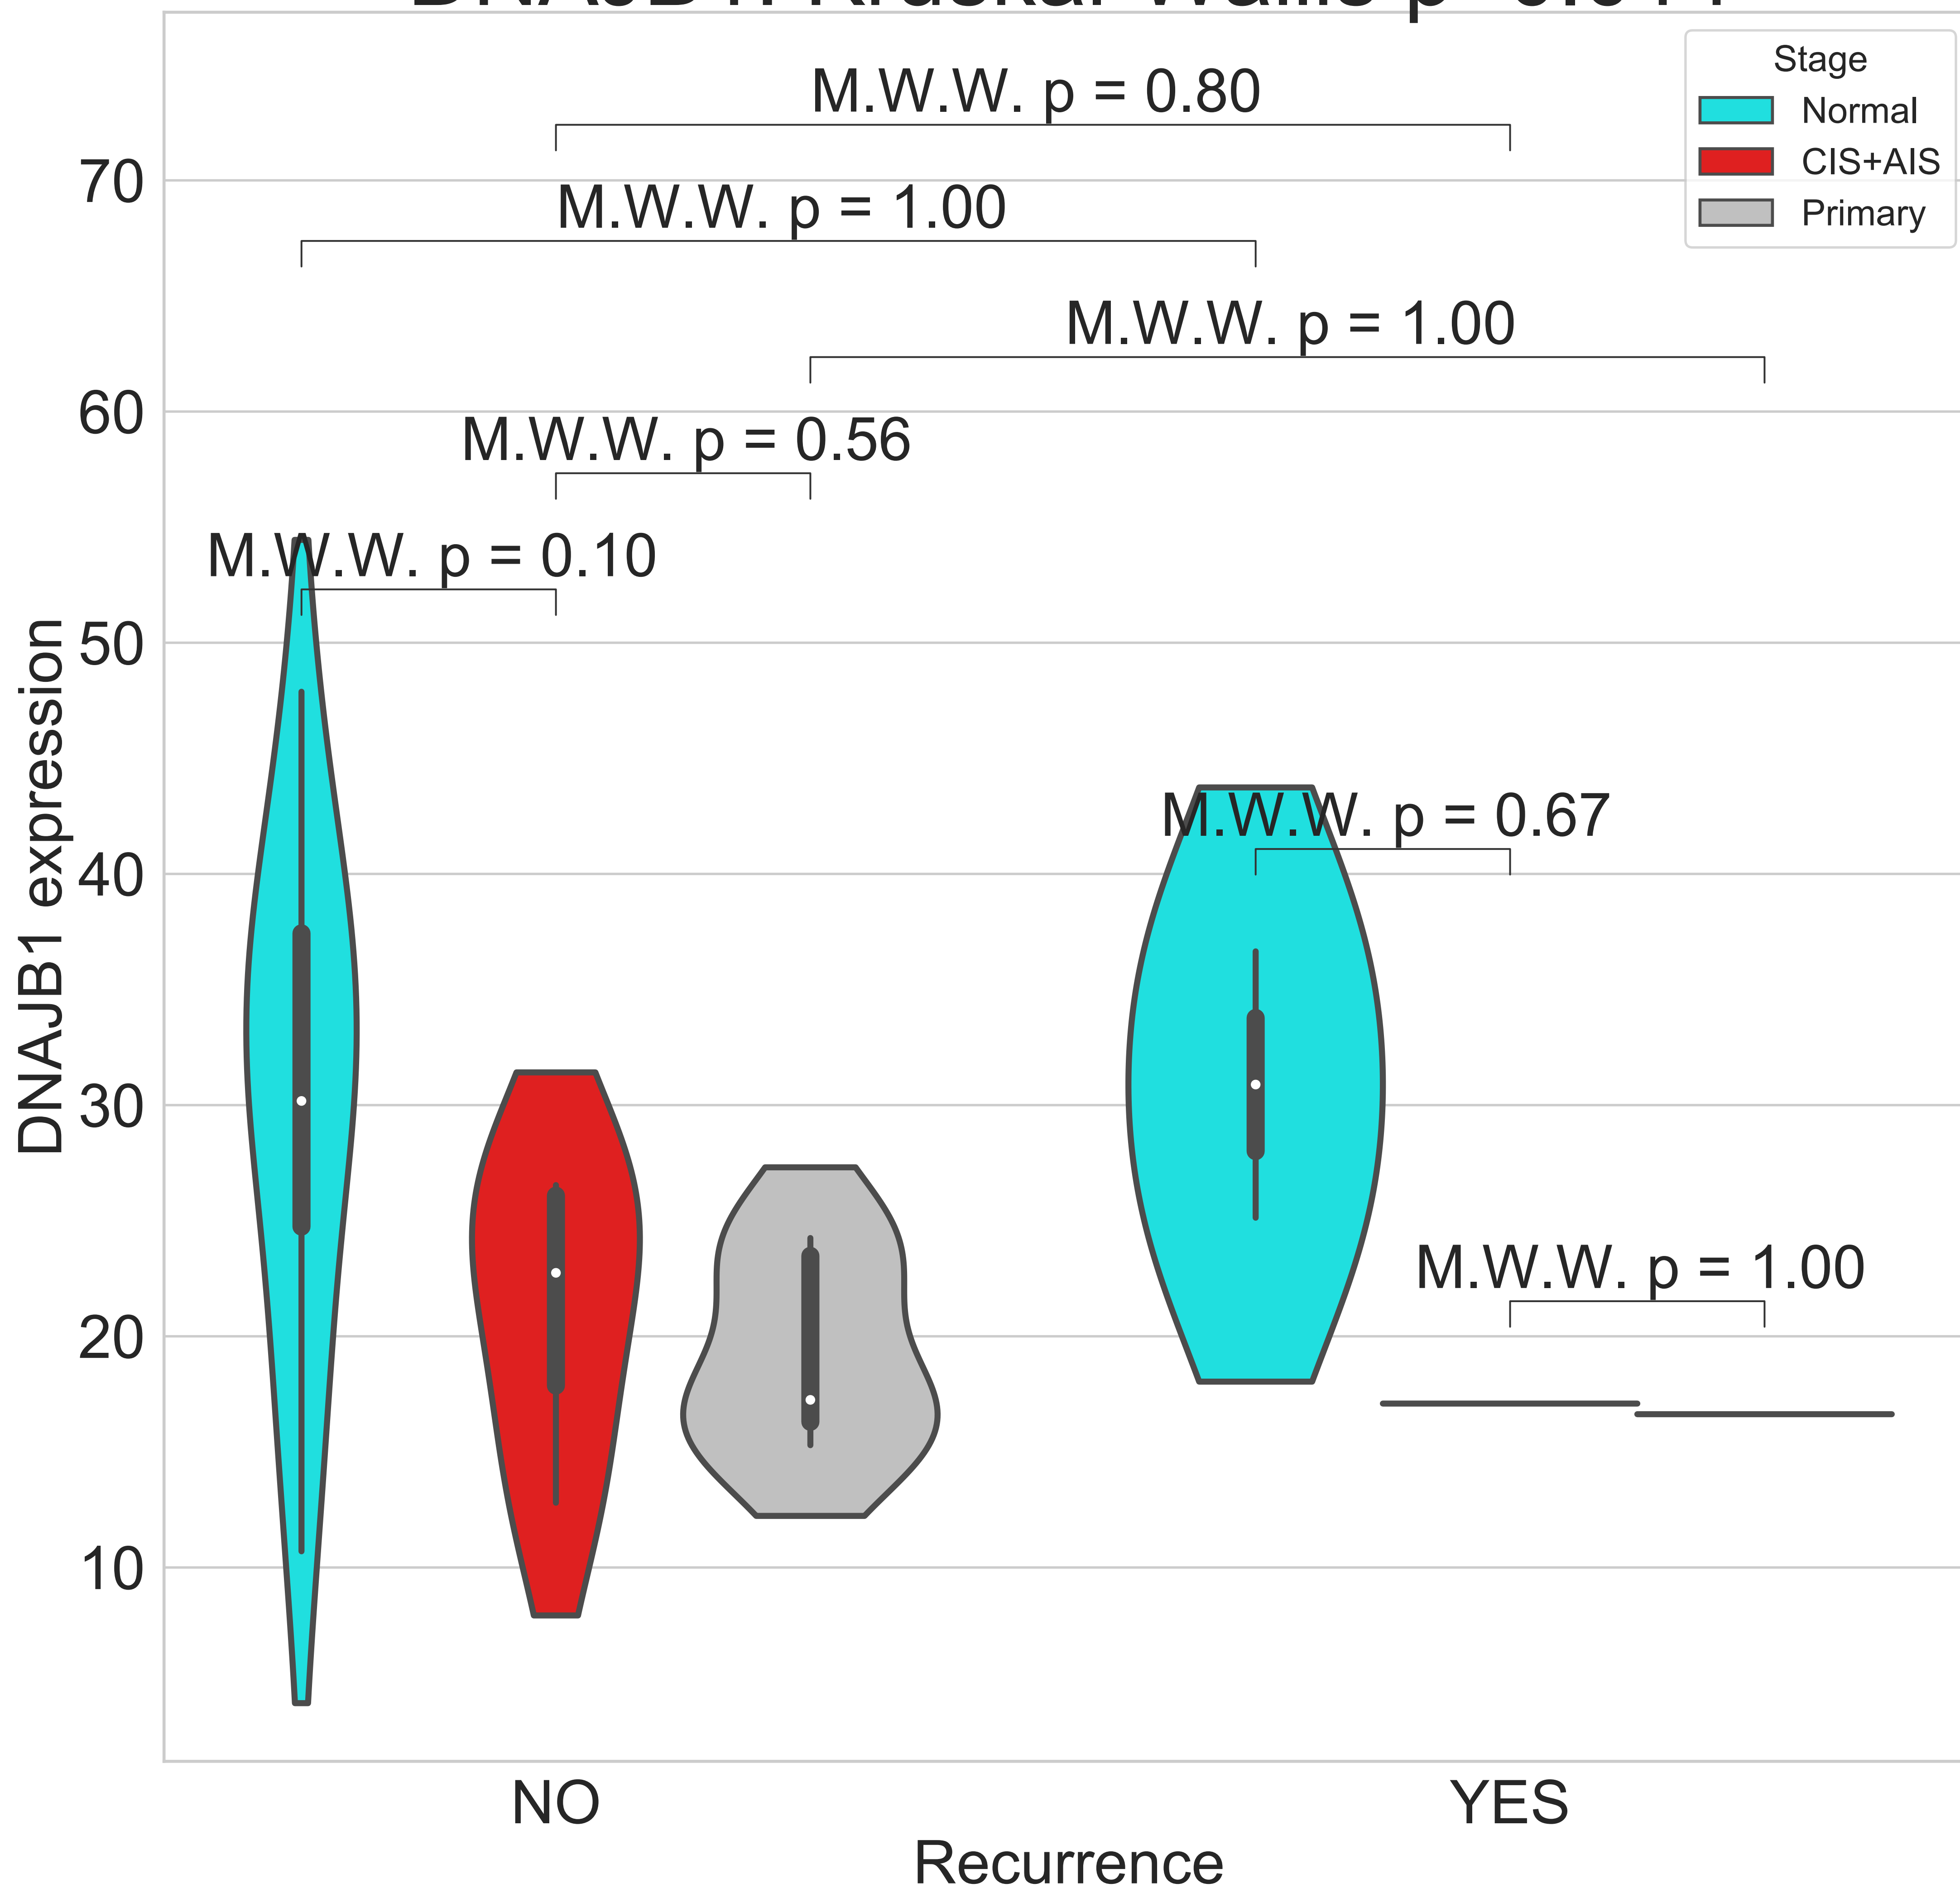 Stage
Normal
CIS+AIS
Primary
M.W.W. p = 0.80
M.W.W. p = 1.00
M.W.W. p = 1.00
M.W.W. p = 0.56
M.W.W. p = 0.10
M.W.W. p = 0.67
M.W.W. p = 1.00
DNAJB1 expression
70
60
50
40
30
20
10
NO
YES
Recurrence